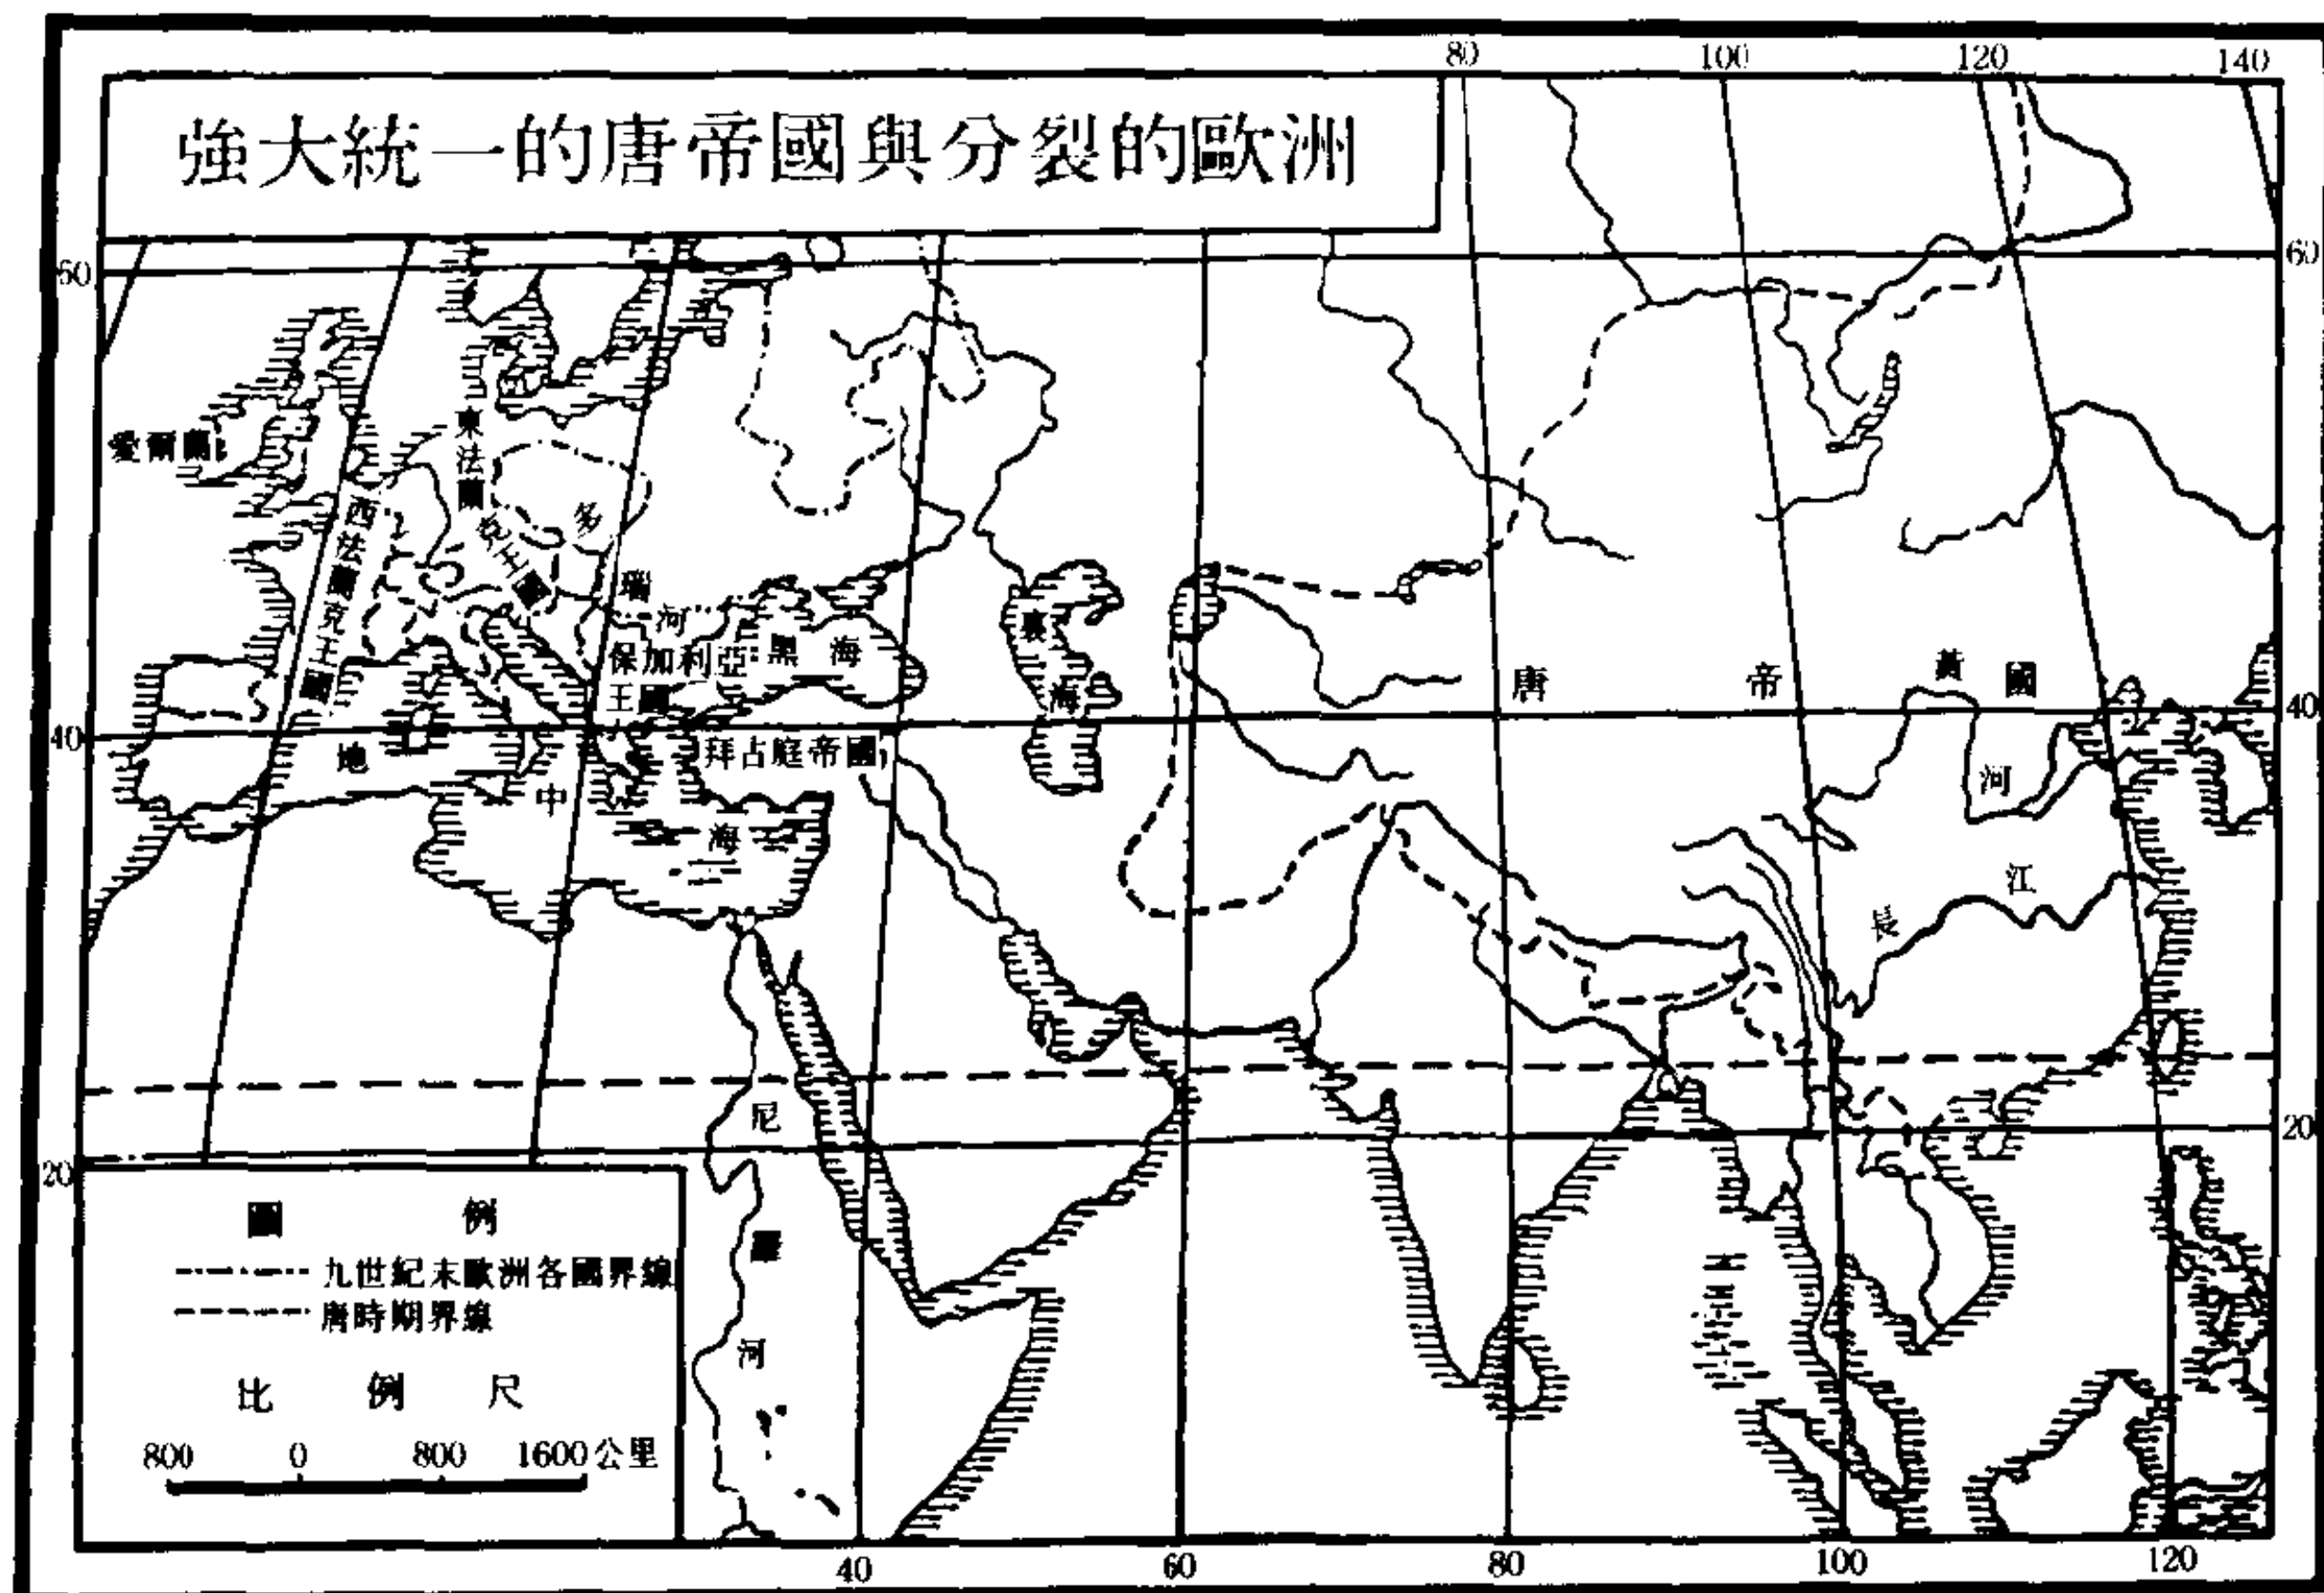 80 100 120 140
強大統一的唐帝國與分裂的歐洲
60 60
愛爾蘭
東法蘭克王國
西法蘭克王國
多瑙河
保加利亞
王國
黑海
裏海
拜占庭帝國
地中海
唐帝國
黃河
長江
40 40
尼羅河
20 20
圖例
九世紀末歐洲各國界線
唐時期界線
比例尺
800 0 800 1600公里
40 60 80 100 120